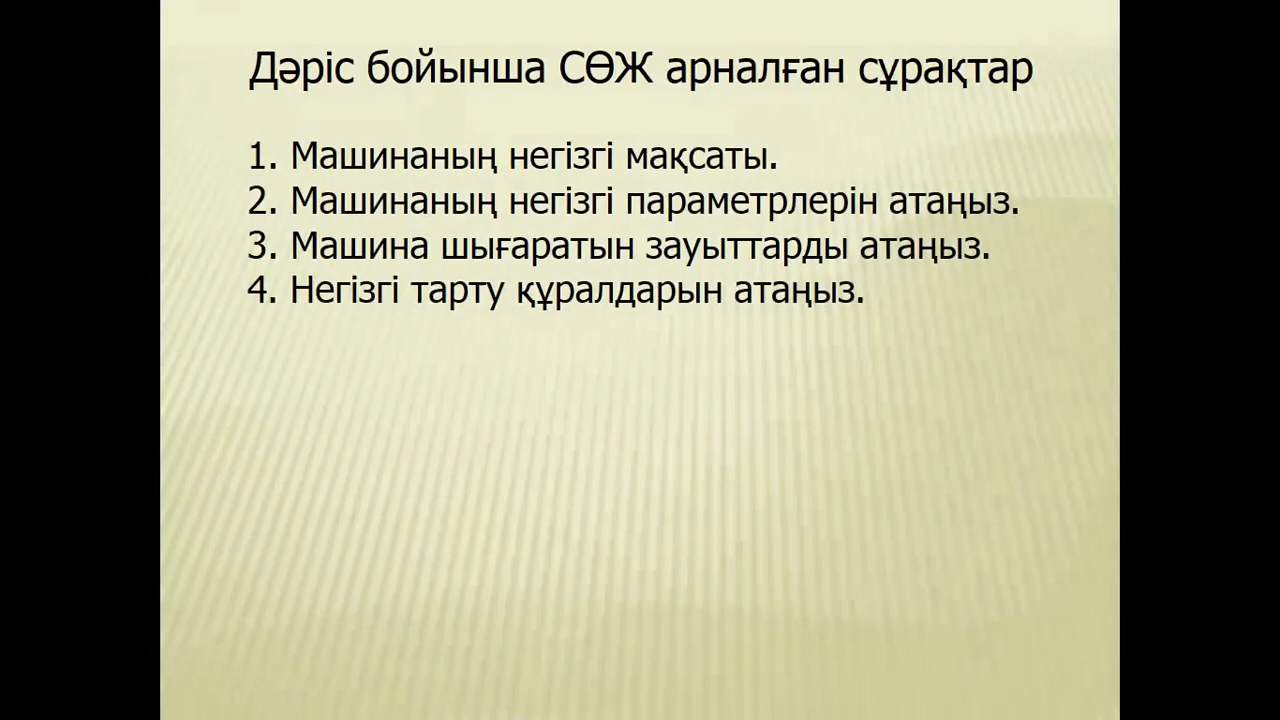 Дәріс бойынша СӨЖ арналған сұрақтар
1. Машинаның негізгі мақсаты.
2. Машинаның негізгі параметрлерін атаңыз.
3. Машина шығаратын зауыттарды атаңыз.
4. Негізгі тарту құралдарын атаңыз.